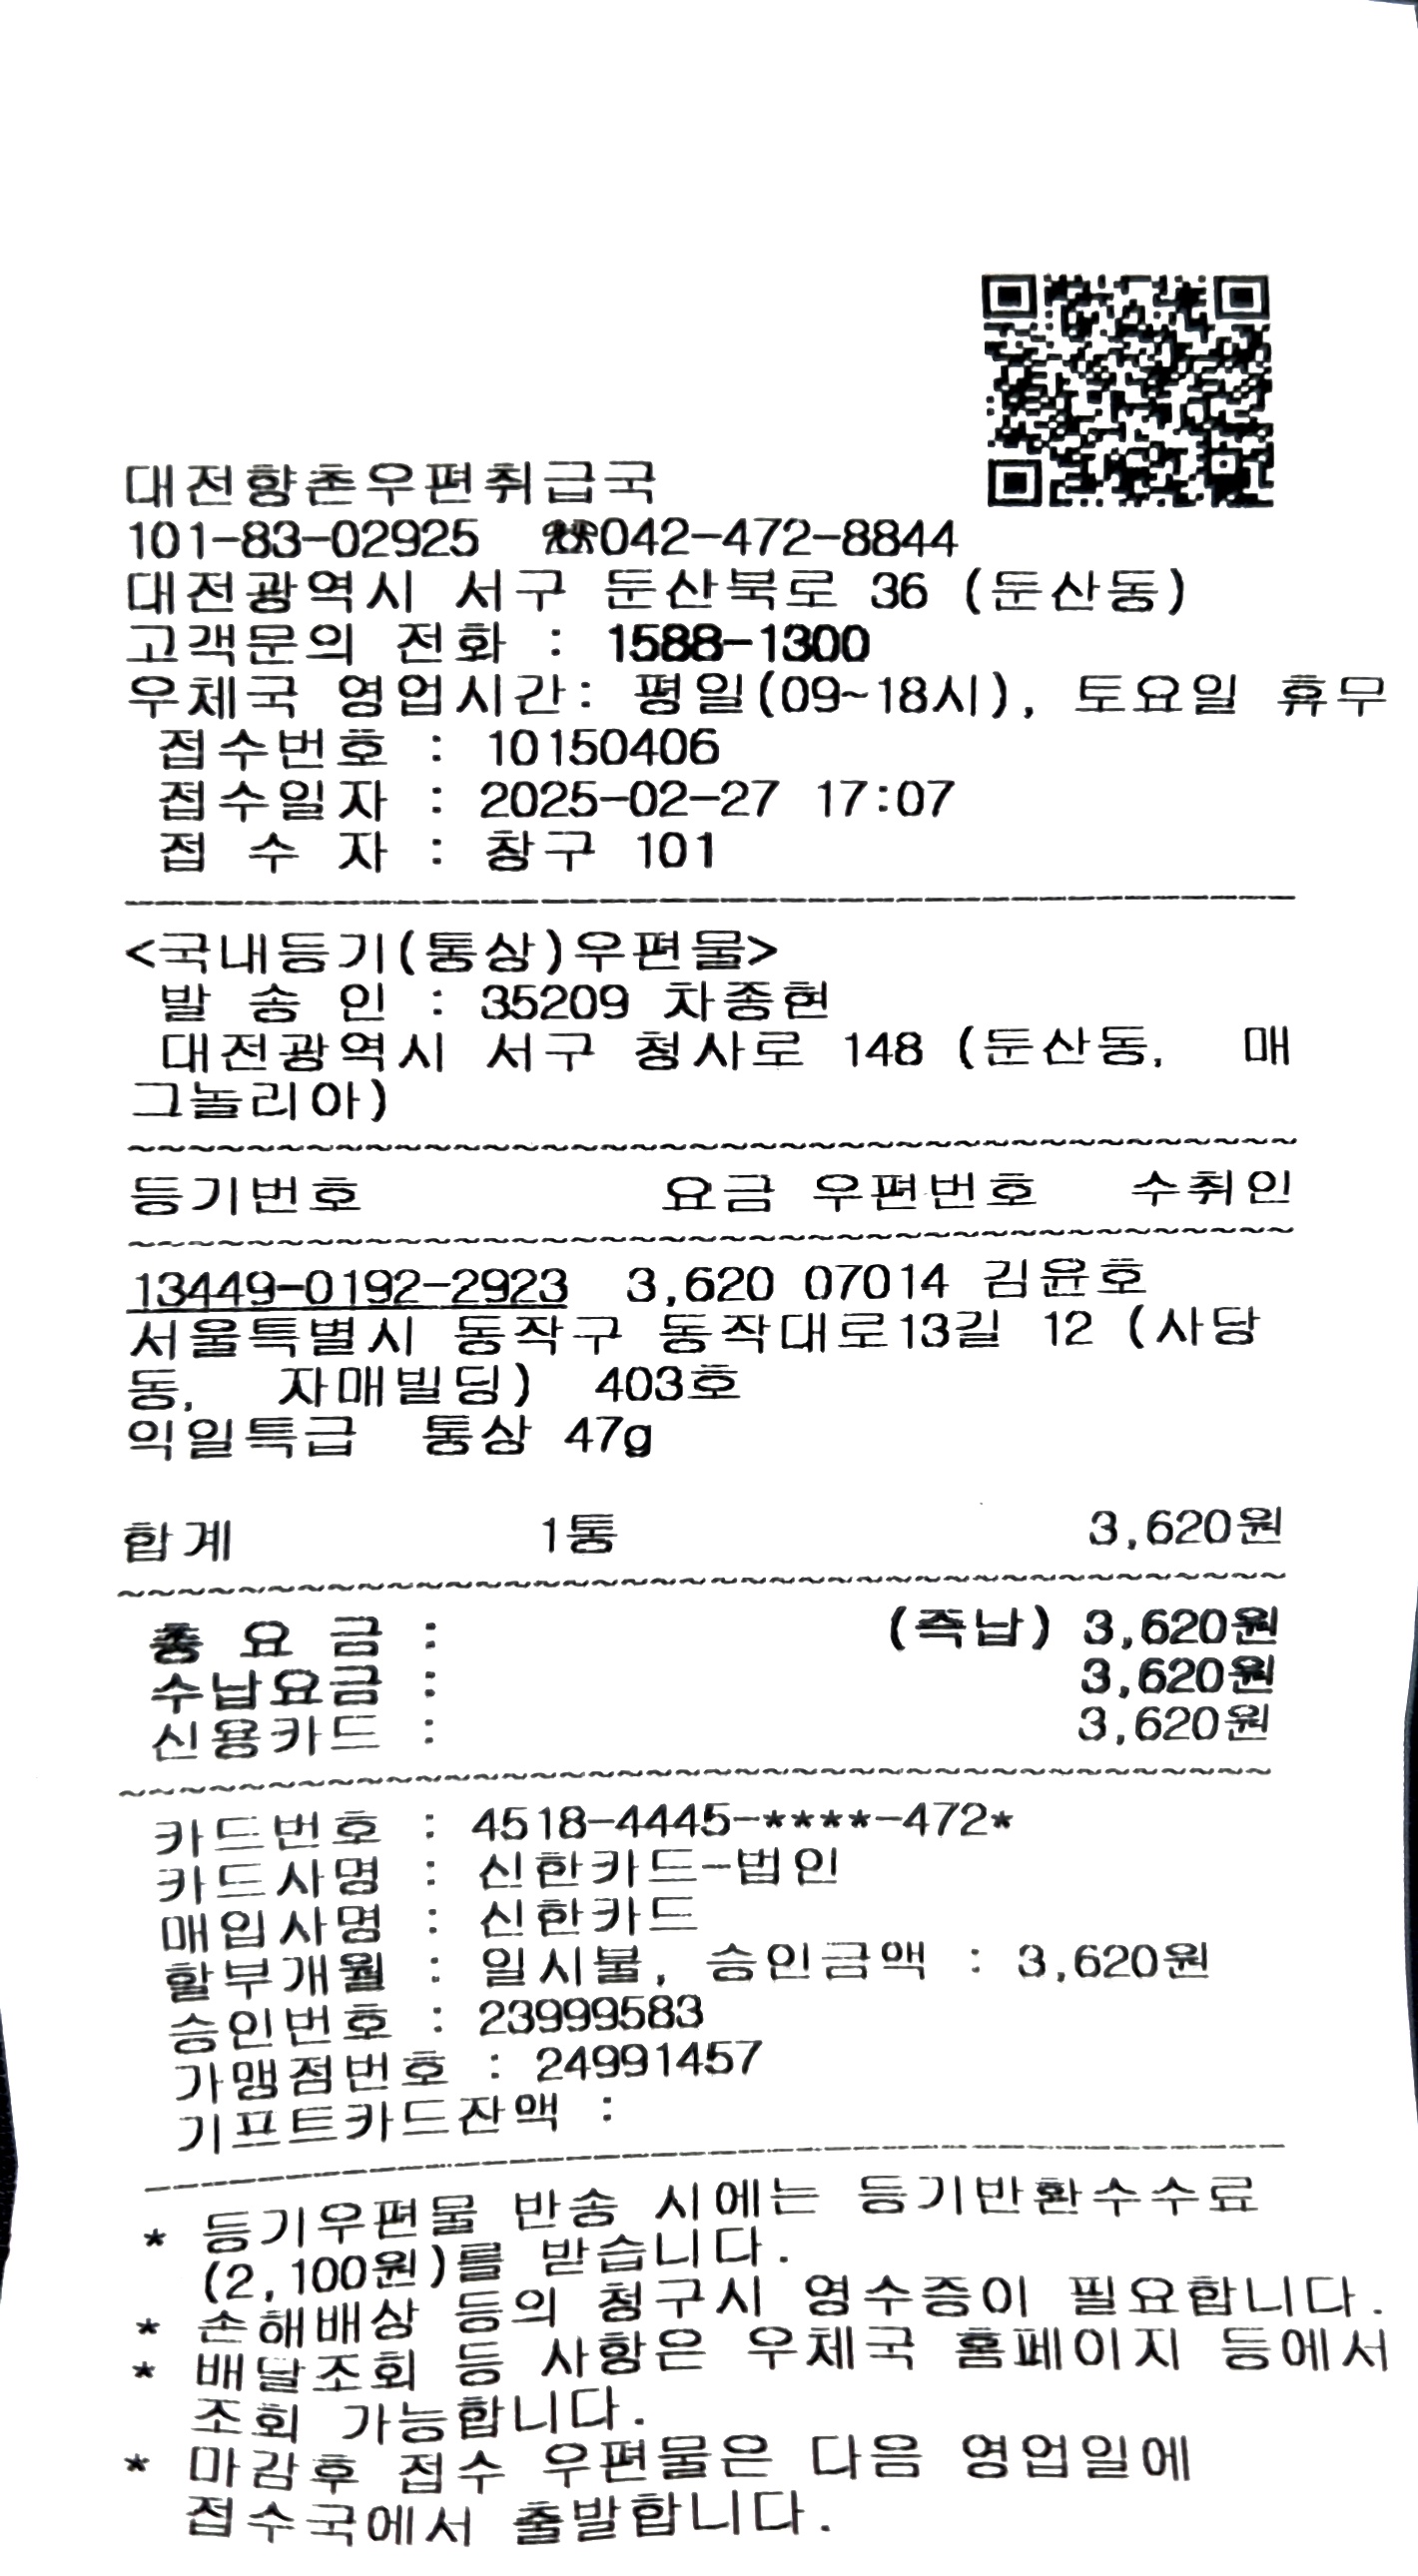 대전향촌우편취급국
101-83-02925 ☎042-472-8844
대전광역시 서구 둔산북로 36 (둔산동)
고객문의 전화 : 1588-1300
우체국 영업시간: 평일(09~18시), 토요일 휴무
접수번호 : 10150406
접수일자 : 2025-02-27 17:07
접 수 자 : 창구 101
<국내등기(통상)우편물>
발 송 인 : 35209 차종현
대전광역시 서구 청사로 148 (둔산동, 매
그놀리아)
등기번호 요금 우편번호 수취인
13449-0192-2923 3,620 07014 김윤호
서울특별시 동작구 동작대로13길 12 (사당
동, 자매빌딩) 403호
익일특급 통상 47g
합계 1통 3,620원
총 요 금 : (즉납) 3,620원
수납요금 : 3,620원
신용카드 : 3,620원
카드번호 : 4518-4445-****-472*
카드사명 : 신한카드-법인
매입사명 : 신한카드
할부개월 : 일시불, 승인금액 : 3,620원
승인번호 : 23999583
가맹점번호 : 24991457
기프트카드잔액 :
* 등기우편물 반송 시에는 등기반환수수료
(2,100원)를 받습니다.
* 손해배상 등의 청구시 영수증이 필요합니다.
* 배달조회 등 사항은 우체국 홈페이지 등에서
조회 가능합니다.
* 마감후 접수 우편물은 다음 영업일에
접수국에서 출발합니다.